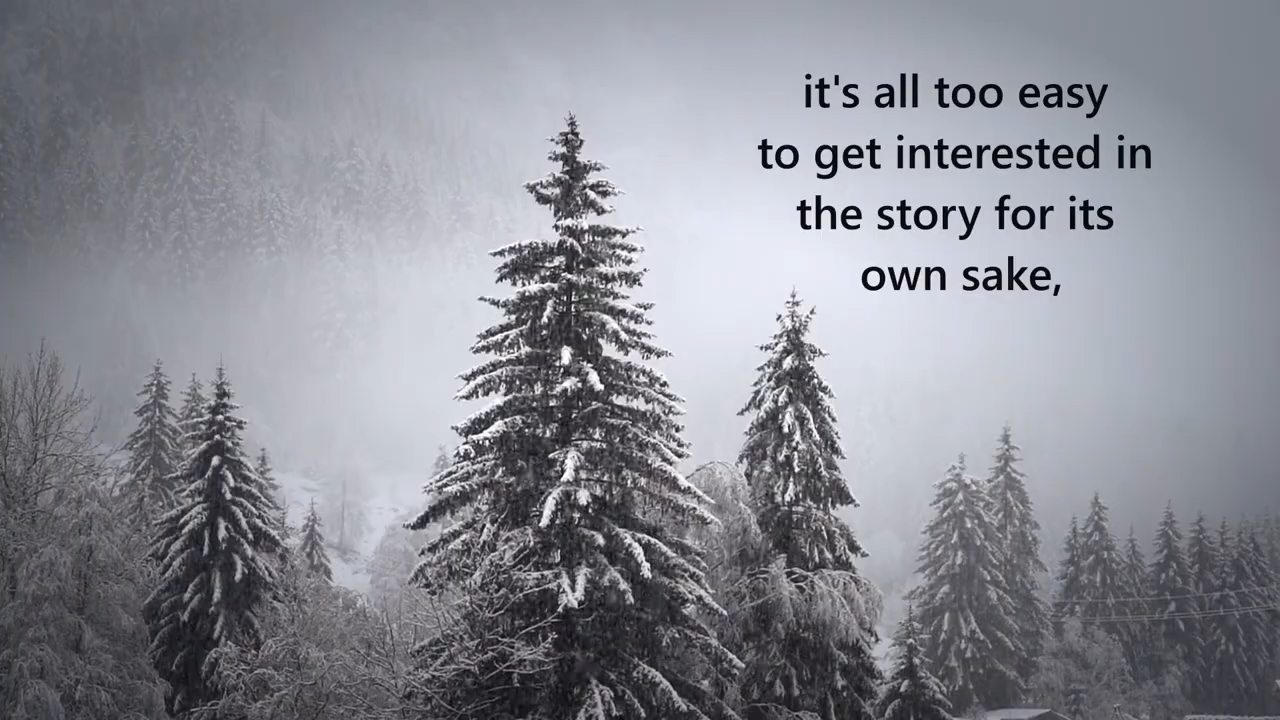 it's all too easy
to get interested in
the story for its
own sake,